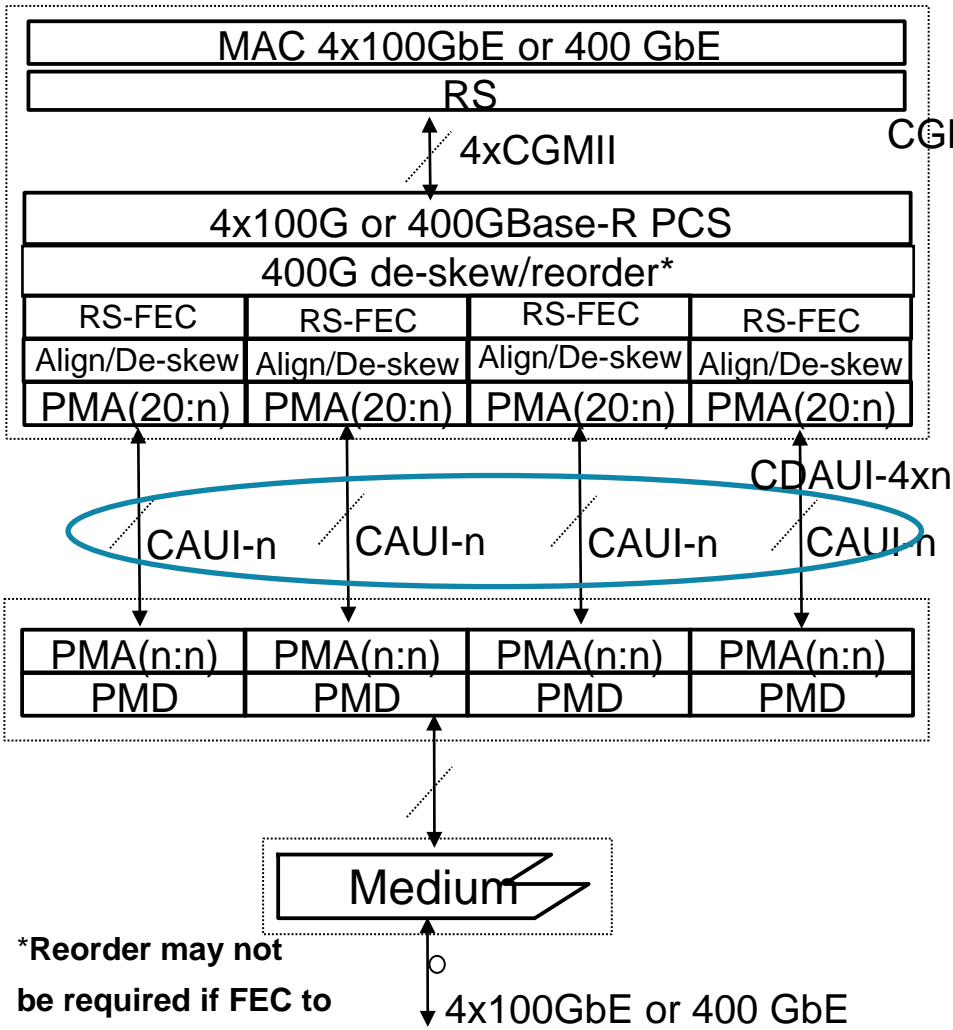 MAC 4x100GbE or 400 GbE
RS
4xCGMII
4x100G or 400GBase-R PCS
400G de-skew/reorder*
RS-FEC RS-FEC RS-FEC RS-FEC
Align/De-skew Align/De-skew Align/De-skew Align/De-skew
PMA(20:n) PMA(20:n) PMA(20:n) PMA(20:n)
CDAUI-4xn
CAUI-n CAUI-n CAUI-n CAUI-n
PMA(n:n) PMA(n:n) PMA(n:n) PMA(n:n)
PMD PMD PMD PMD
Medium
*Reorder may not
be required if FEC to
4x100GbE or 400 GbE